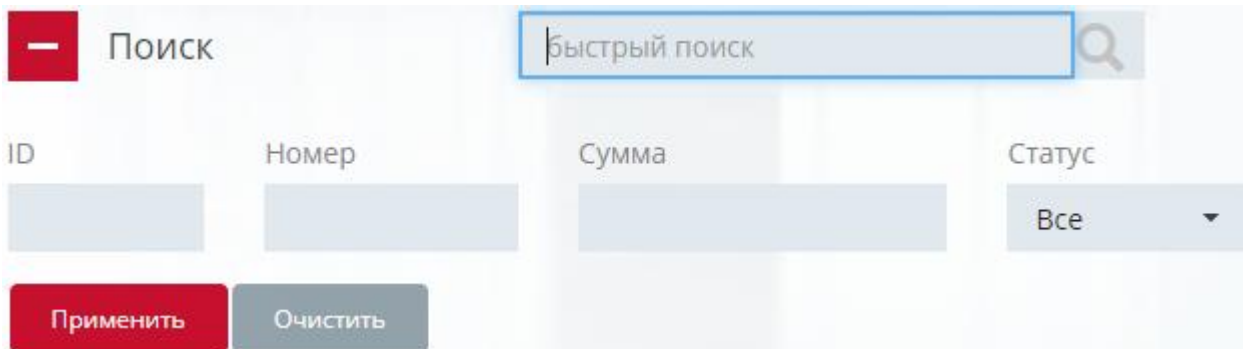 Поиск
быстрый поиск
ID Номер Сумма Статус
Все
Применить Очистить